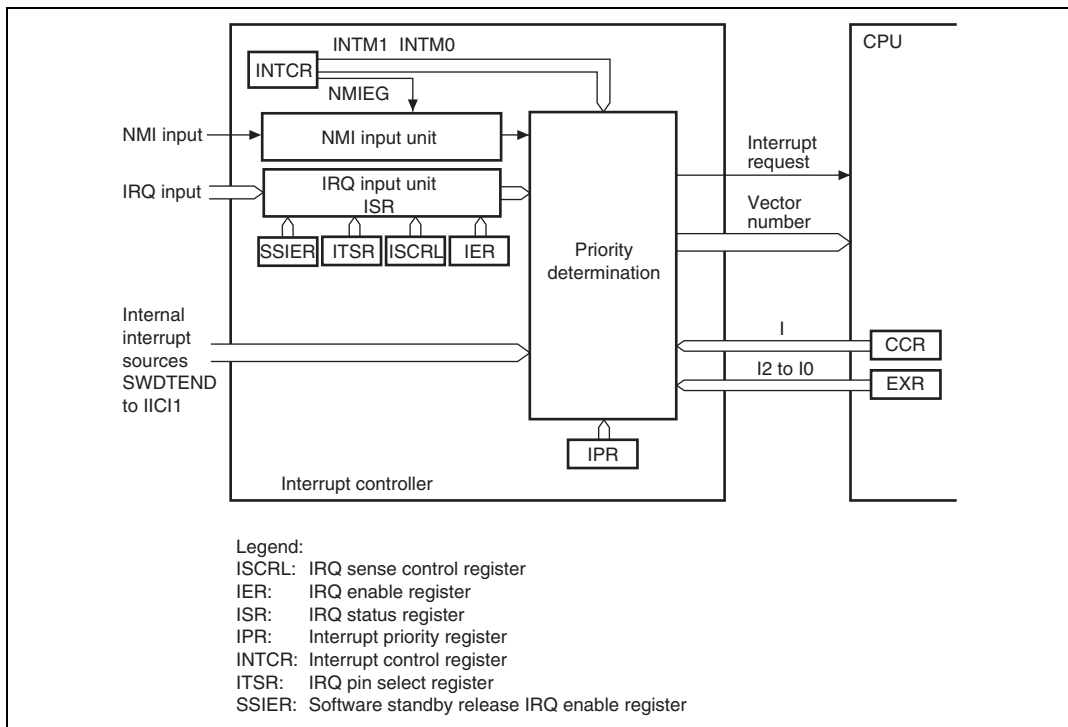 INTM1 INTM0
CPU
INTCR
NMIEG
NMI input
NMI input unit
IRQ input
IRQ input unit
ISR
SSIER
ITSR
ISCRL
IER
Priority
determination
Interrupt
request
Vector
number
Internal
interrupt
sources
SWDTEND
to IICI1
I
CCR
I2 to I0
EXR
IPR
Interrupt controller
Legend:
ISCRL: IRQ sense control register
IER: IRQ enable register
ISR: IRQ status register
IPR: Interrupt priority register
INTCR: Interrupt control register
ITSR: IRQ pin select register
SSIER: Software standby release IRQ enable register